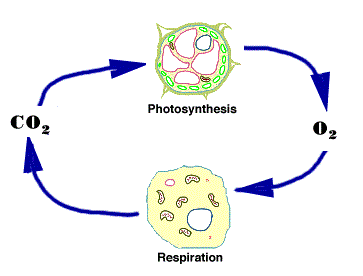 Photosynthesis
CO₂
O₂
Respiration